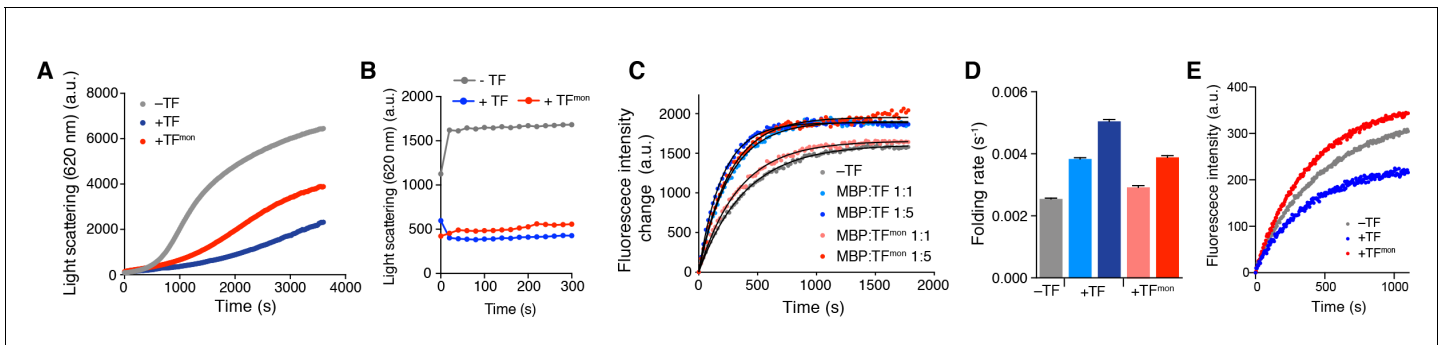 A
Light scattering (620 nm) (a.u.)
8000
6000
4000
2000
0
0 1000 2000 3000 4000
Time (s)
–TF
+TF
+TFmon
B
Light scattering (620 nm) (a.u.)
2000
1500
1000
500
0
0 100 200 300
Time (s)
- TF
+ TF + TFmon
C
Fluoresece intensity
change (a.u.)
2000
1500
1000
500
0
0 500 1000 1500 2000
Time (s)
–TF
MBP:TF 1:1
MBP:TF 1:5
MBP:TFmon 1:1
MBP:TFmon 1:5
D
Folding rate (s-1)
0.006
0.004
0.002
0.000
–TF +TF +TFmon
E
Fluoresece intensity (a.u.)
400
300
200
100
0
0 500 1000
Time (s)
–TF
+TF
+TFmon